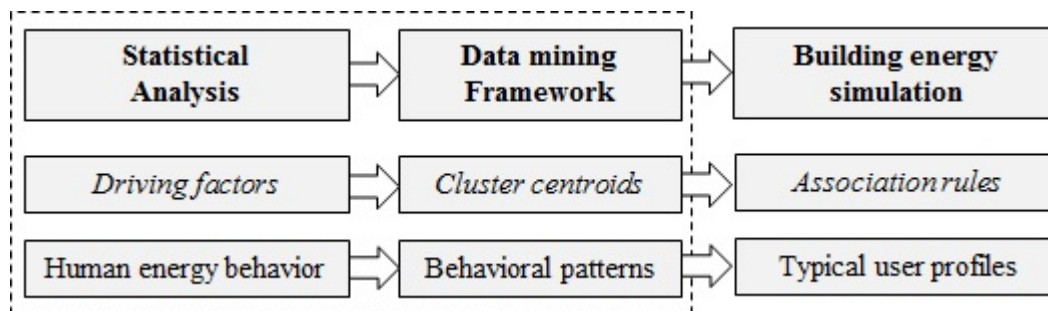 Statistical
Analysis
Data mining
Framework
Building energy
simulation
Driving factors
Cluster centroids
Association rules
Human energy behavior
Behavioral patterns
Typical user profiles